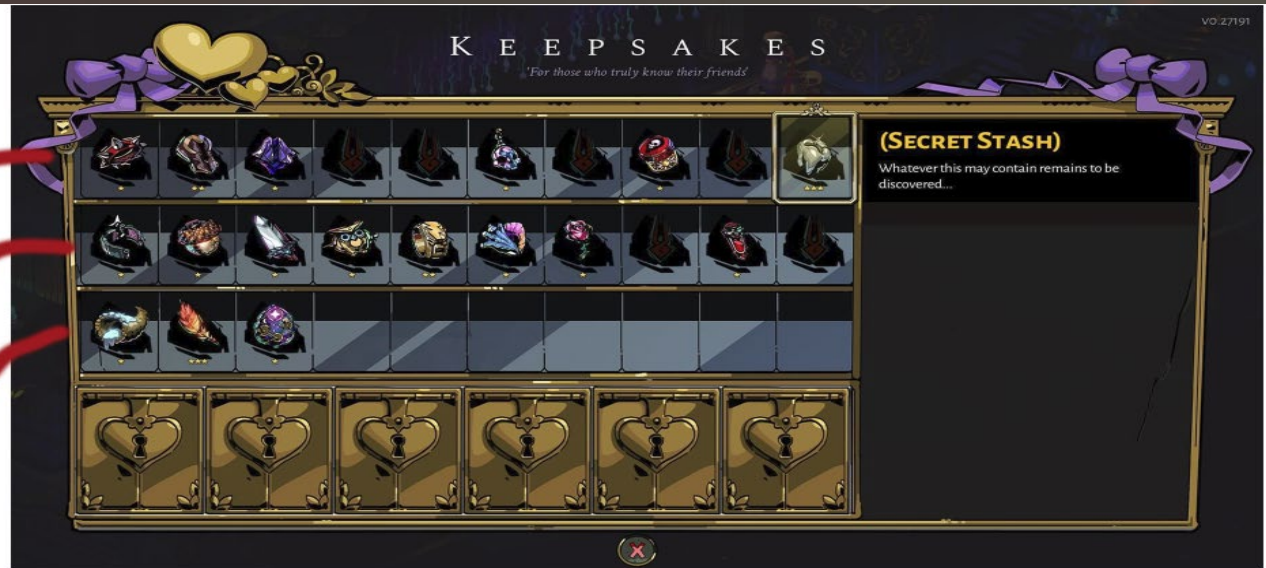 V0.27191
KEEPSAKES
'For those who truly know their friends'
(SECRET STASH)
Whatever this may contain remains to be
discovered...